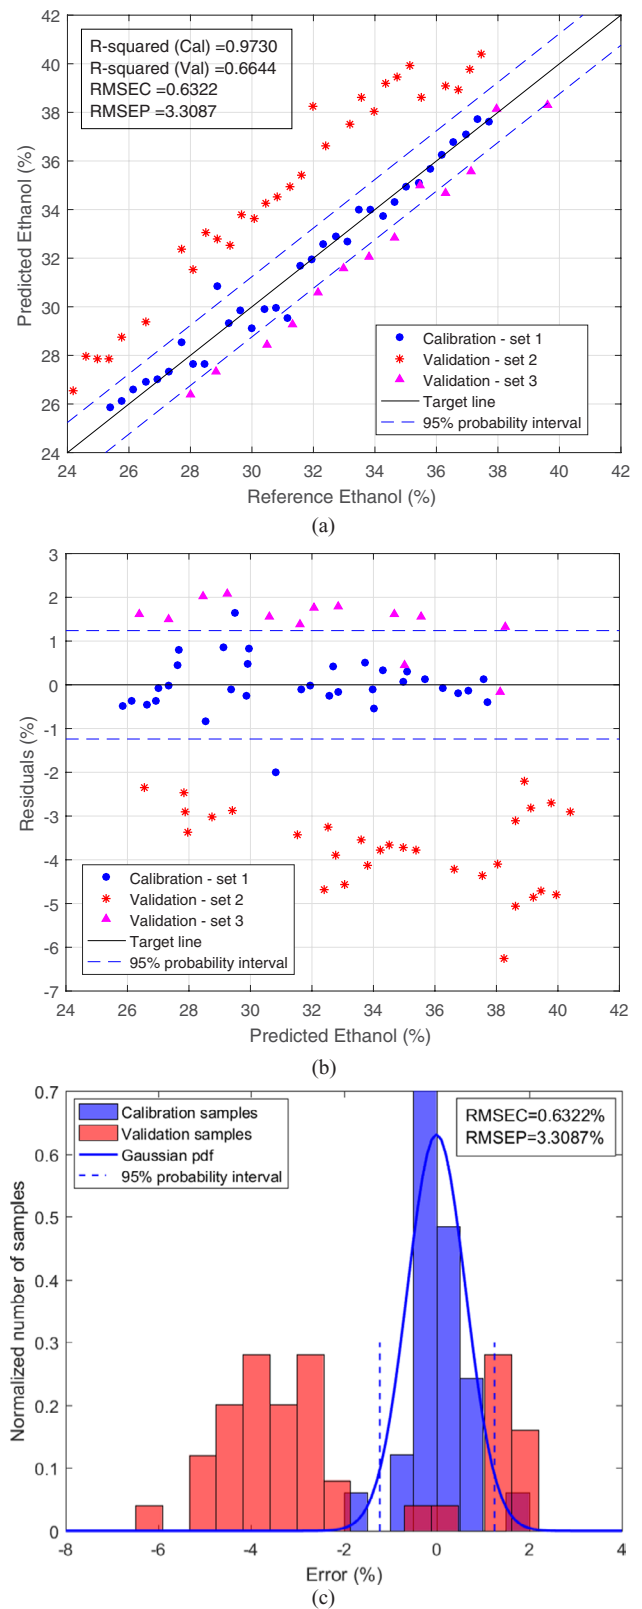 42
40
38
36
34
32
30
28
26
24
Predicted Ethanol (%)
R-squared (Cal) =0.9730
R-squared (Val) =0.6644
RMSEC =0.6322
RMSEP =3.3087
Calibration - set 1
Validation - set 2
Validation - set 3
Target line
95% probability interval
24 26 28 30 32 34 36 38 40 42
Reference Ethanol (%)
(a)
3
2
1
0
-1
-2
-3
-4
-5
-6
-7
Residuals (%)
Calibration - set 1
Validation - set 2
Validation - set 3
Target line
95% probability interval
24 26 28 30 32 34 36 38 40 42
Predicted Ethanol (%)
(b)
0.7
0.6
0.5
0.4
0.3
0.2
0.1
0
Normalized number of samples
Calibration samples
Validation samples
Gaussian pdf
95% probability interval
RMSEC=0.6322%
RMSEP=3.3087%
-8 -6 -4 -2 0 2 4
Error (%)
(c)